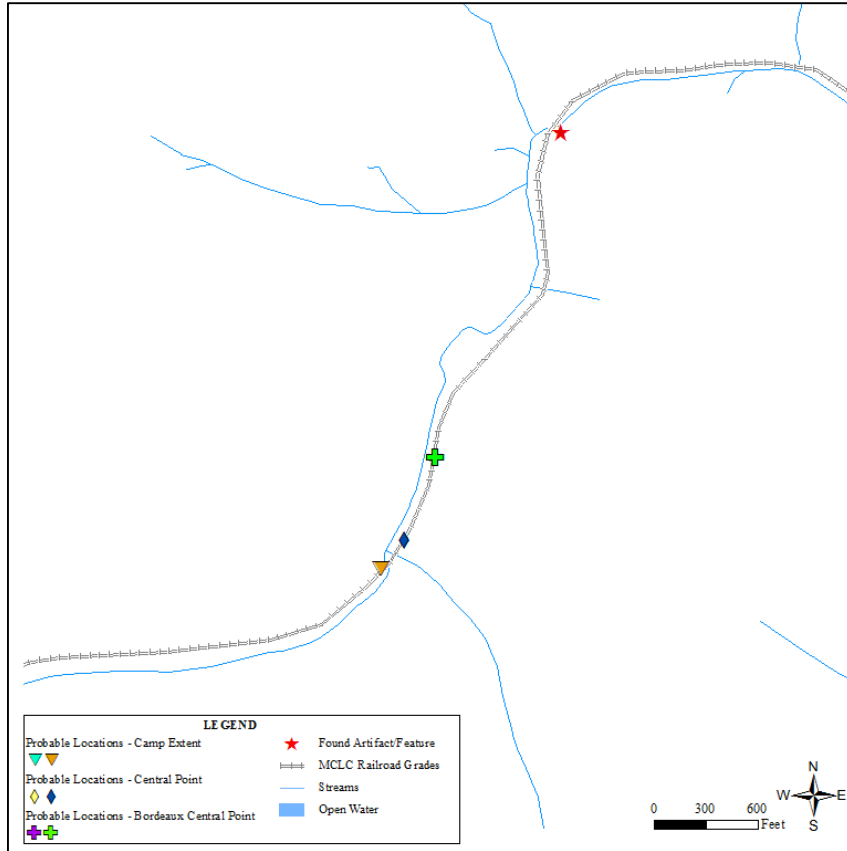 LEGEND
Probable Locations - Camp Extent
Probable Locations - Central Point
Probable Locations - Bordeaux Central Point
Found Artifact/Feature
MCLC Railroad Grades
Streams
Open Water
0 300 600
Feet
N
W E
S